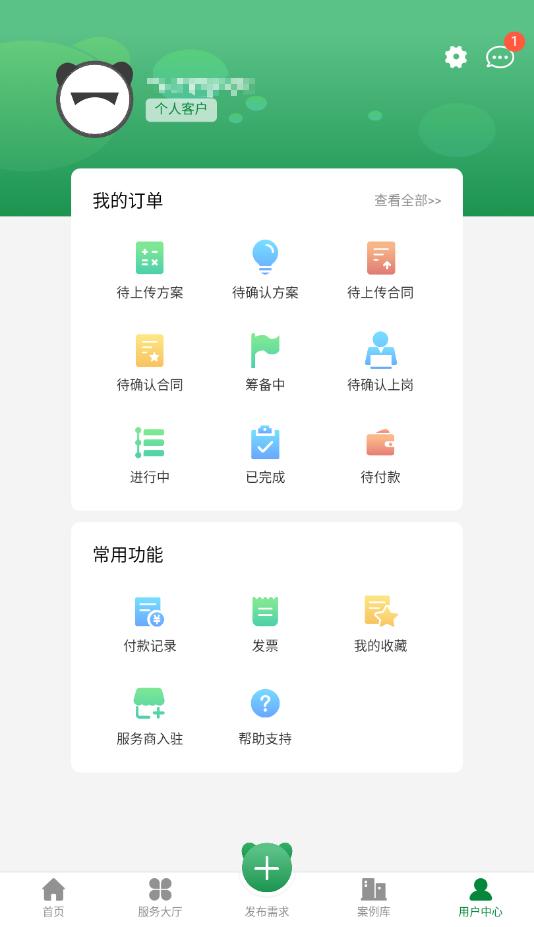 1
个人客户
我的订单 查看全部>>
待上传方案 待确认方案 待上传合同
待确认合同 筹备中 待确认上岗
进行中 已完成 待付款
常用功能
付款记录 发票 我的收藏
服务商入驻 帮助支持
首页 服务大厅 发布需求 案例库 用户中心